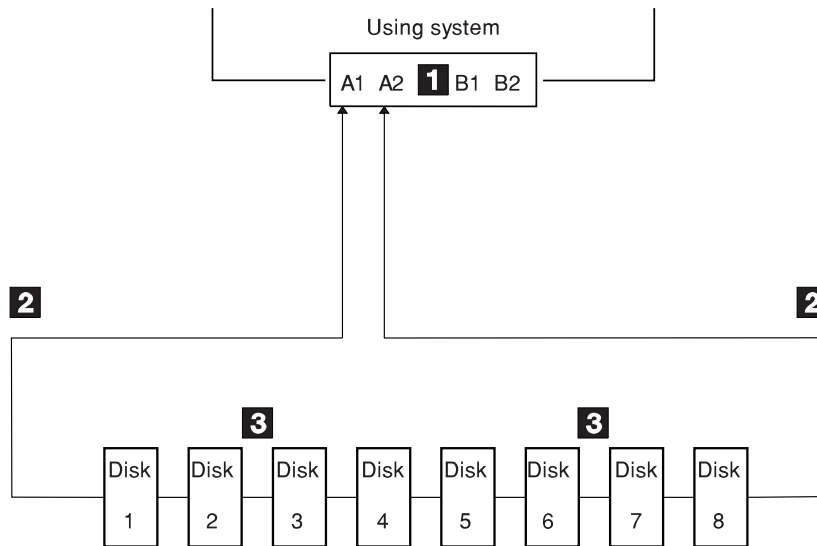 Using system
A1 A2 1 B1 B2
2 2
3 3
Disk Disk Disk Disk Disk Disk Disk Disk
1 2 3 4 5 6 7 8